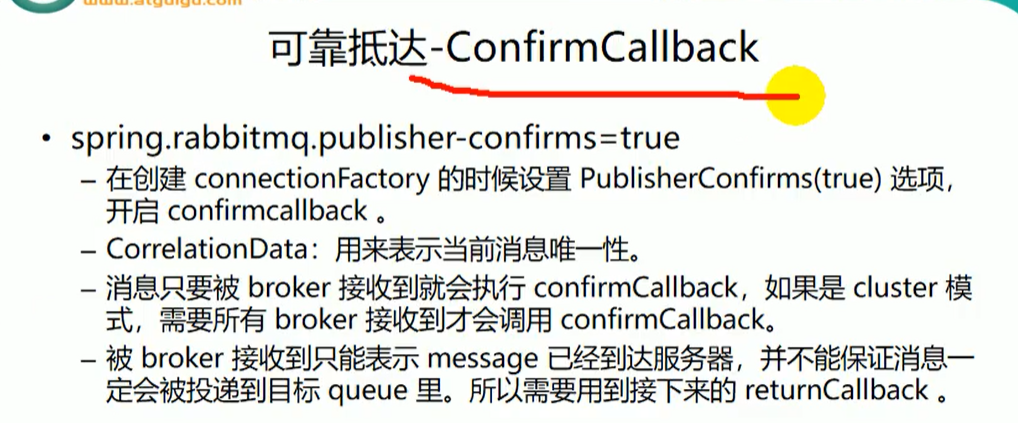 www.atguigu.com
可靠抵达-ConfirmCallback
• spring.rabbitmq.publisher-confirms=true
– 在创建 connectionFactory 的时候设置 PublisherConfirms(true) 选项，
开启 confirmcallback 。
– CorrelationData：用来表示当前消息唯一性。
– 消息只要被 broker 接收到就会执行 confirmCallback，如果是 cluster 模
式，需要所有 broker 接收到才会调用 confirmCallback。
– 被 broker 接收到只能表示 message 已经到达服务器，并不能保证消息一
定会被投递到目标 queue 里。所以需要用到接下来的 returnCallback 。